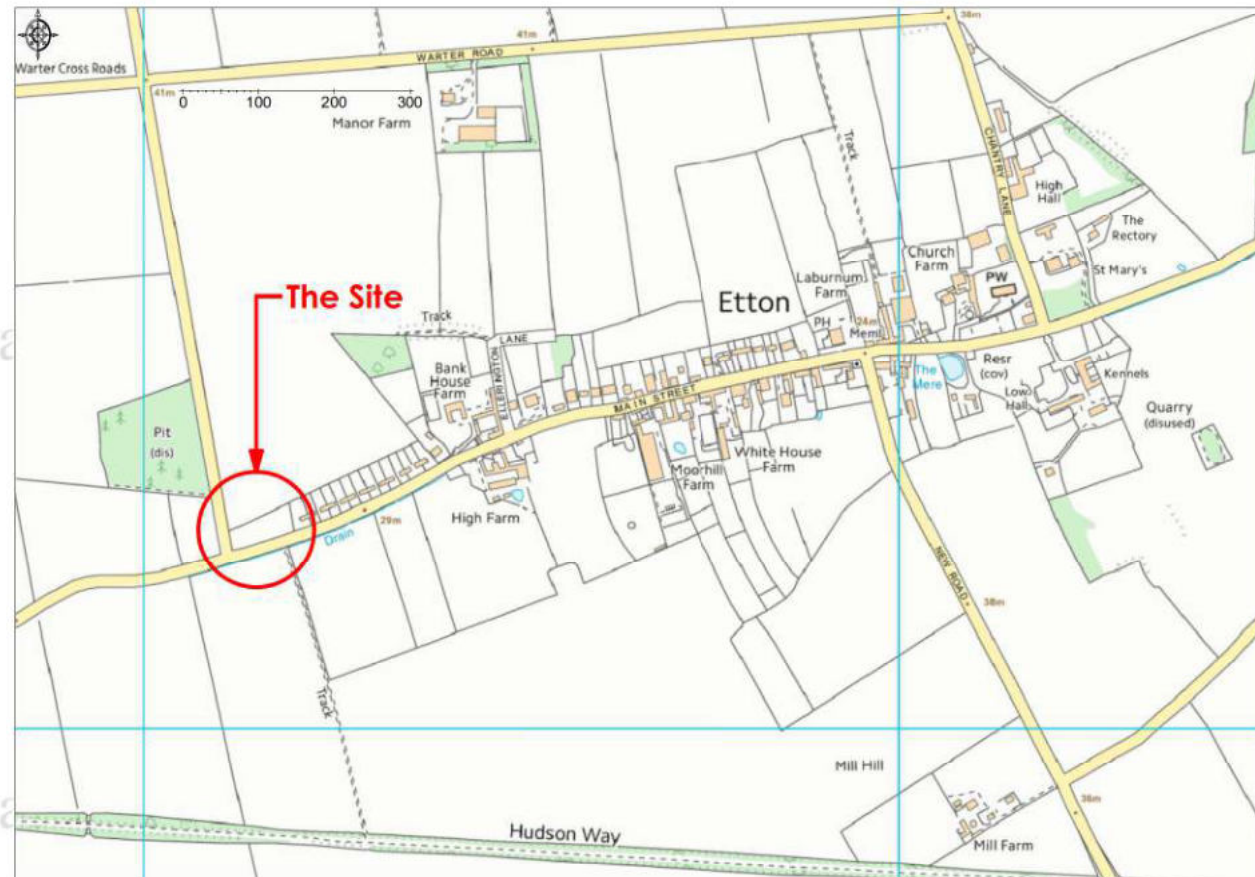 38m
41m
WARTER ROAD
Warter Cross Roads
41m
0 100 200 300
Manor Farm
Track
CHANTRY LANE
High
Hall
The
Rectory
Church
Farm
St Mary's
PW
Laburnum
Farm
The Site
Etton
PH
24m
Meml
Track
LANE
ELLERINGTON
Bank
House
Farm
The
Mere
Resr
(cov)
Low
Hall
Kennels
MAIN STREET
Quarry
(disused)
Pit
(dis)
White House
Farm
Moorhill
Farm
High Farm
29m
Drain
NEW ROAD
38m
Track
Mill Hill
36m
Hudson Way
Mill Farm